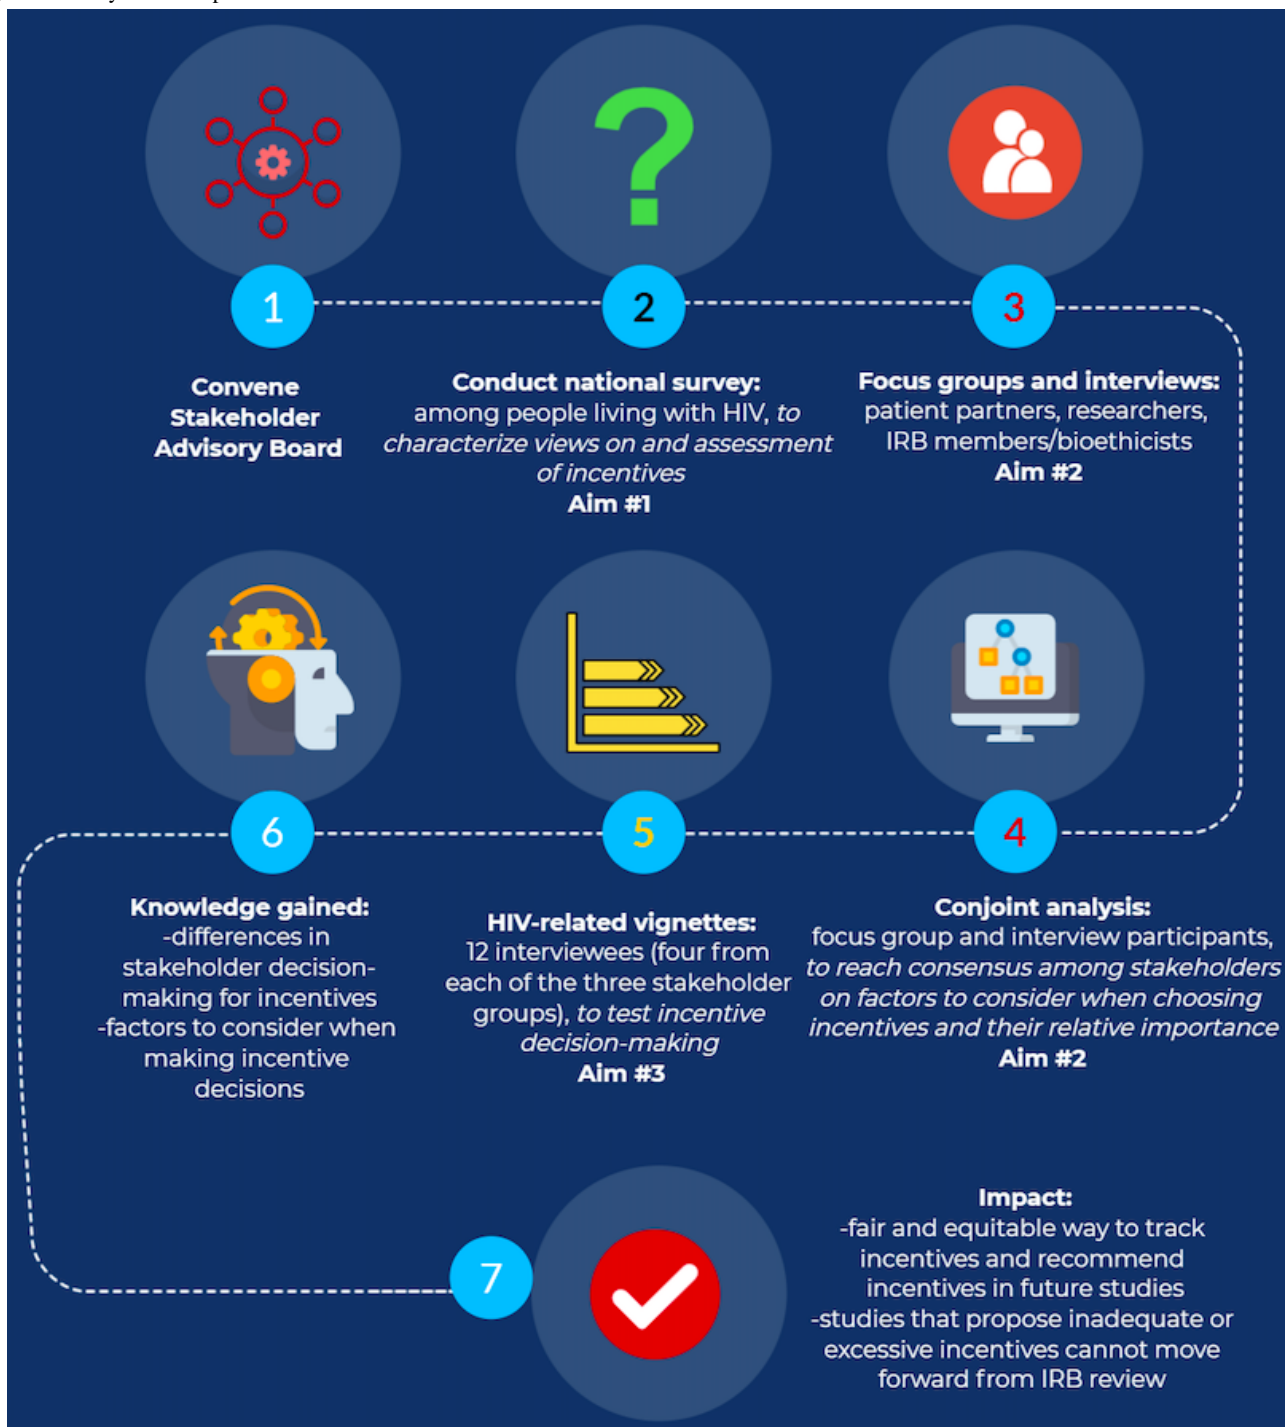 1
Convene
Stakeholder
Advisory Board
2
Conduct national survey:
among people living with HIV, to
characterize views on and assessment
of incentives
Aim #1
3
Focus groups and interviews:
patient partners, researchers,
IRB members/bioethicists
Aim #2
4
Conjoint analysis:
focus group and interview participants,
to reach consensus among stakeholders
on factors to consider when choosing
incentives and their relative importance
Aim #2
5
HIV-related vignettes:
12 interviewees (four from
each of the three stakeholder
groups), to test incentive
decision-making
Aim #3
6
Knowledge gained:
-differences in
stakeholder decision-
making for incentives
-factors to consider when
making incentive
decisions
7
Impact:
-fair and equitable way to track
incentives and recommend
incentives in future studies
-studies that propose inadequate or
excessive incentives cannot move
forward from IRB review